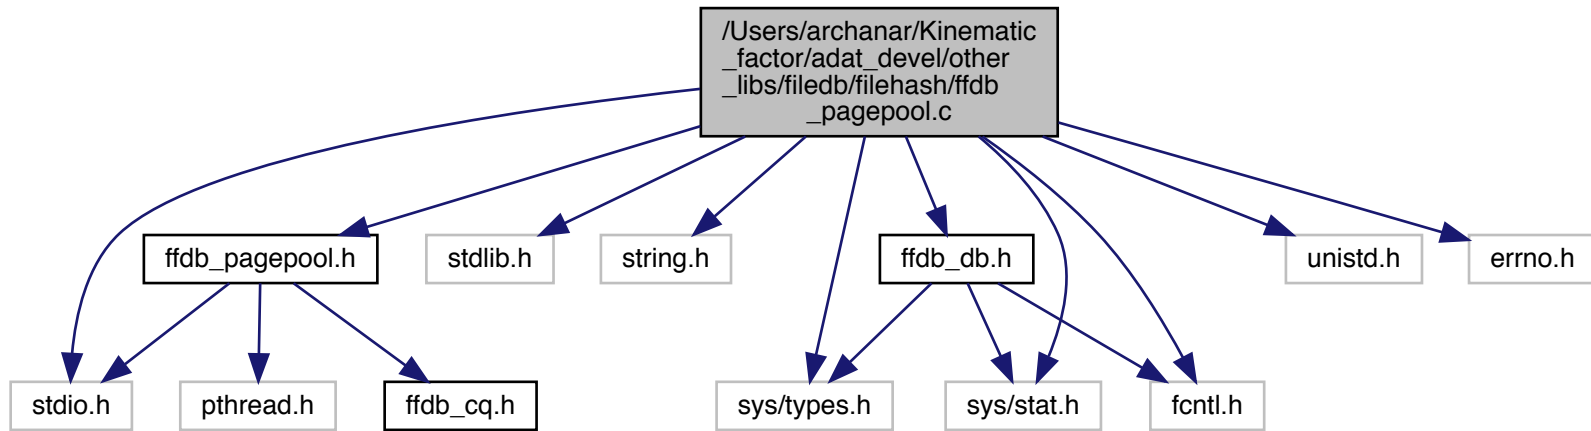 /Users/archanar/Kinematic
_factor/adat_devel/other
_libs/filedb/filehash/ffdb
_pagepool.c
ffdb_pagepool.h
stdlib.h
string.h
ffdb_db.h
unistd.h
errno.h
stdio.h
pthread.h
ffdb_cq.h
sys/types.h
sys/stat.h
fcntl.h